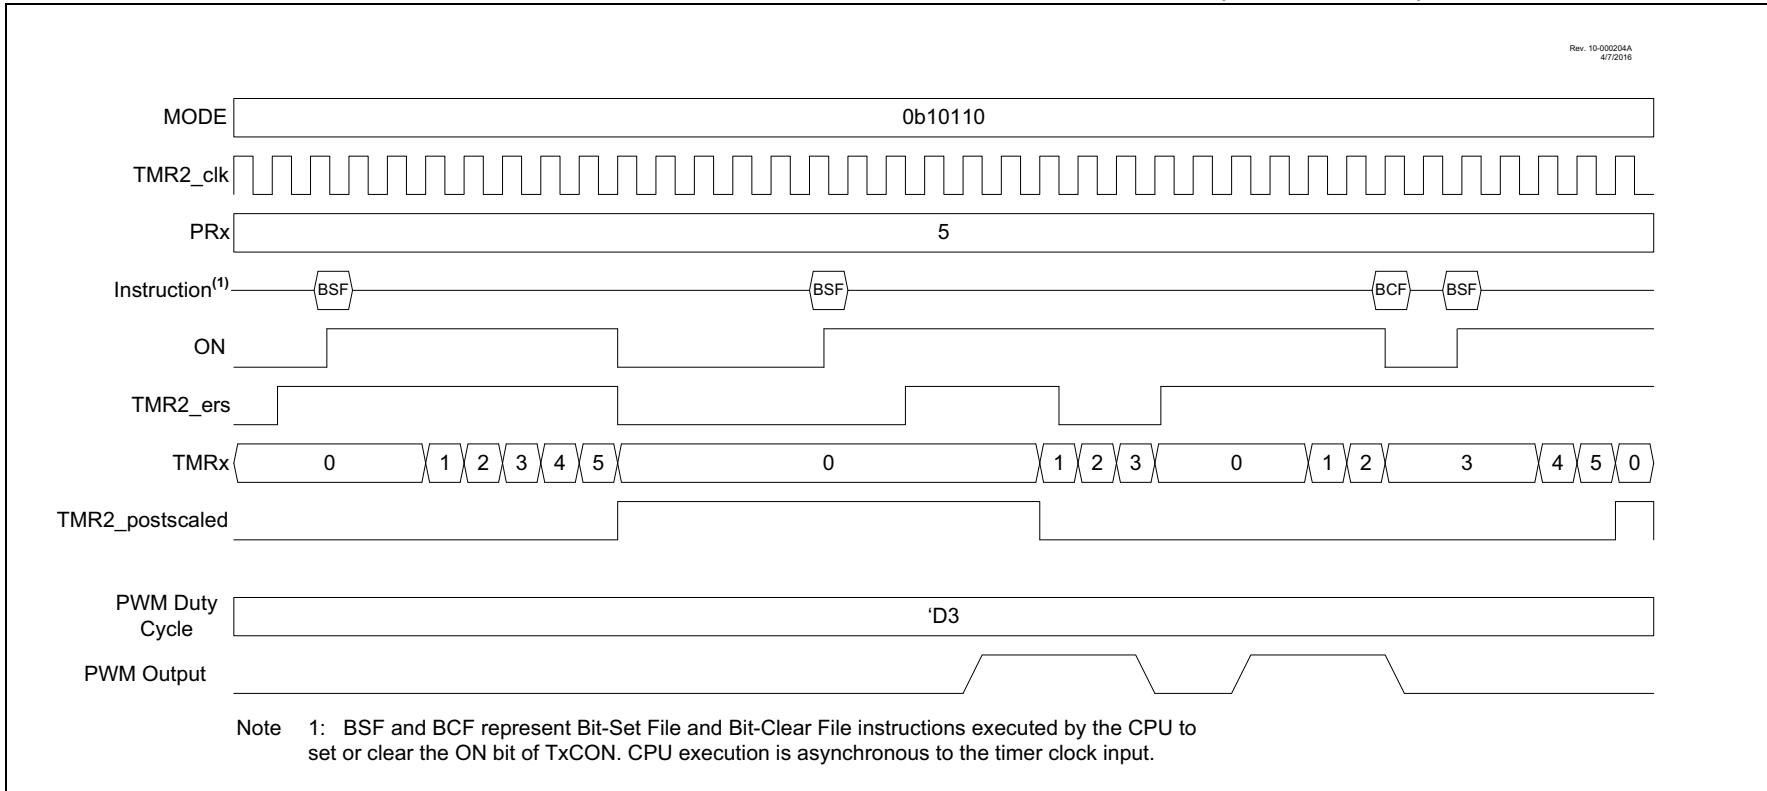 Rev. 10-000204A
4/7/2016
MODE 0b10110
TMR2_clk
PRx 5
Instruction(1) BSF BSF BCF BSF
ON
TMR2_ers
TMRx 0 1 2 3 4 5 0 1 2 3 0 1 2 3 4 5 0
TMR2_postscaled
PWM Duty
Cycle
‘D3
PWM Output
Note 1: BSF and BCF represent Bit-Set File and Bit-Clear File instructions executed by the CPU to
set or clear the ON bit of TxCON. CPU execution is asynchronous to the timer clock input.